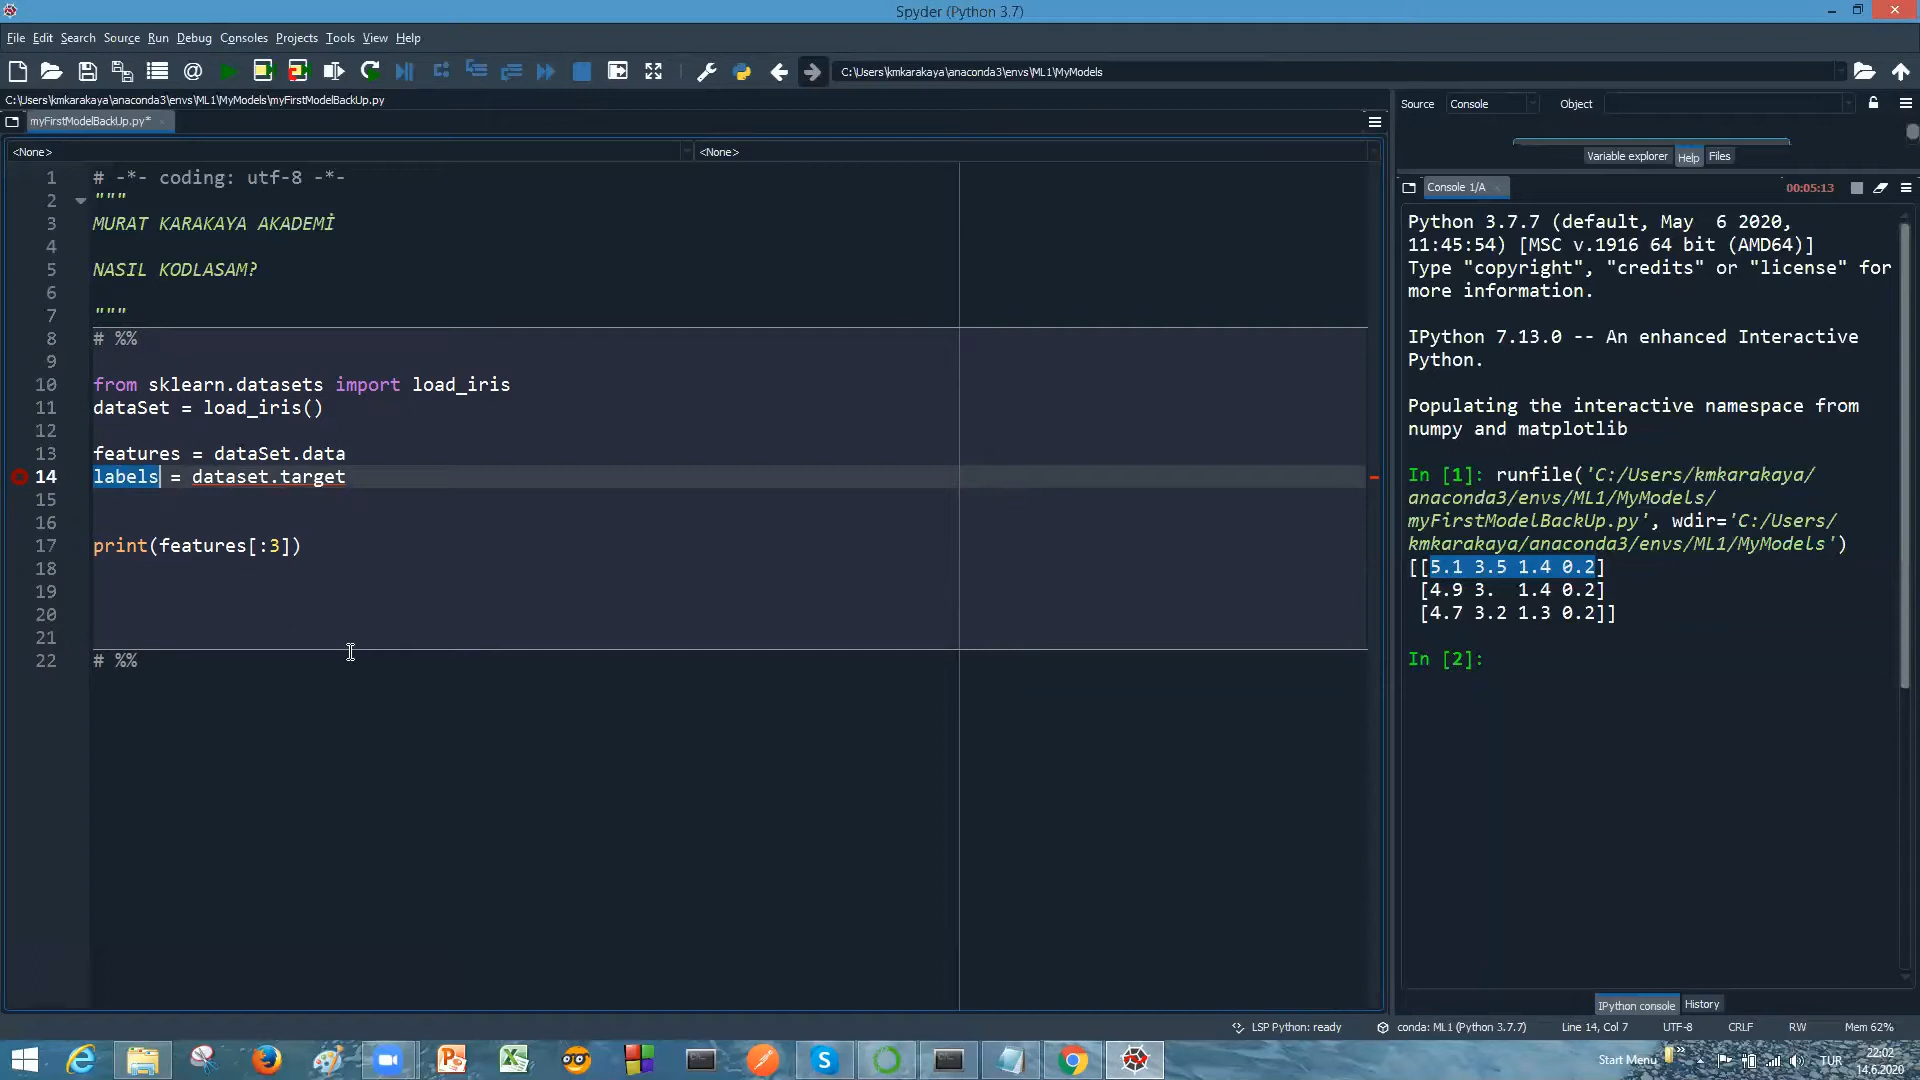 Spyder (Python 3.7)
File Edit Search Source Run Debug Consoles Projects Tools View Help
C:\Users\kmkarakaya\anaconda3\envs\ML1\MyModels
C:\Users\kmkarakaya\anaconda3\envs\ML1\MyModels\myFirstModelBackUp.py
myFirstModelBackUp.py*
<None>
<None>
1 # -*- coding: utf-8 -*-
2 """
3 MURAT KARAKAYA AKADEMİ
4
5 NASIL KODLASAM?
6
7 """
8 # %%
9
10 from sklearn.datasets import load_iris
11 dataSet = load_iris()
12
13 features = dataSet.data
14 labels = dataset.target
15
16
17 print(features[:3])
18
19
20
21
22 # %%
Source Console Object
Variable explorer Help Files
Console 1/A 00:05:13
Python 3.7.7 (default, May  6 2020,
11:45:54) [MSC v.1916 64 bit (AMD64)]
Type "copyright", "credits" or "license" for
more information.
IPython 7.13.0 -- An enhanced Interactive
Python.
Populating the interactive namespace from
numpy and matplotlib
In [1]: runfile('C:/Users/kmkarakaya/
anaconda3/envs/ML1/MyModels/
myFirstModelBackUp.py', wdir='C:/Users/
kmkarakaya/anaconda3/envs/ML1/MyModels')
[[5.1 3.5 1.4 0.2]
[4.9 3.  1.4 0.2]
[4.7 3.2 1.3 0.2]]
In [2]:
IPython console History
LSP Python: ready conda: ML1 (Python 3.7.7) Line 14, Col 7 UTF-8 CRLF RW Mem 62%
Start Menu TUR 22:02
14.6.2020